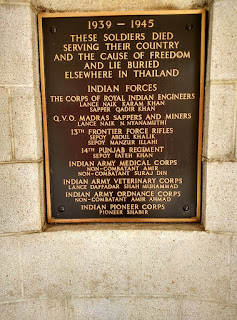 1939 – 1945
THESE SOLDIERS DIED
SERVING THEIR COUNTRY
AND THE CAUSE OF FREEDOM
AND LIE BURIED
ELSEWHERE IN THAILAND
INDIAN FORCES
THE CORPS OF ROYAL INDIAN ENGINEERS
LANCE NAIK KARAM KHAN
SAPPER QADIR KHAN
Q.V.O. MADRAS SAPPERS AND MINERS
LANCE NAIK N. NYANAMUTHI
13TH FRONTIER FORCE RIFLES
SEPOY ABDUL KHALIK
SEPOY MANZUR ILLAHI
14TH PUNJAB REGIMENT
SEPOY FATEH KHAN
INDIAN ARMY MEDICAL CORPS
NON-COMBATANT AMIR
NON-COMBATANT SURAJ DIN
INDIAN ARMY VETERINARY CORPS
LANCE DAFFADAR SHAH MUHAMMAD
INDIAN ARMY ORDNANCE CORPS
NON-COMBATANT AMIR AHMAD
INDIAN PIONEER CORPS
PIONEER SHABIR